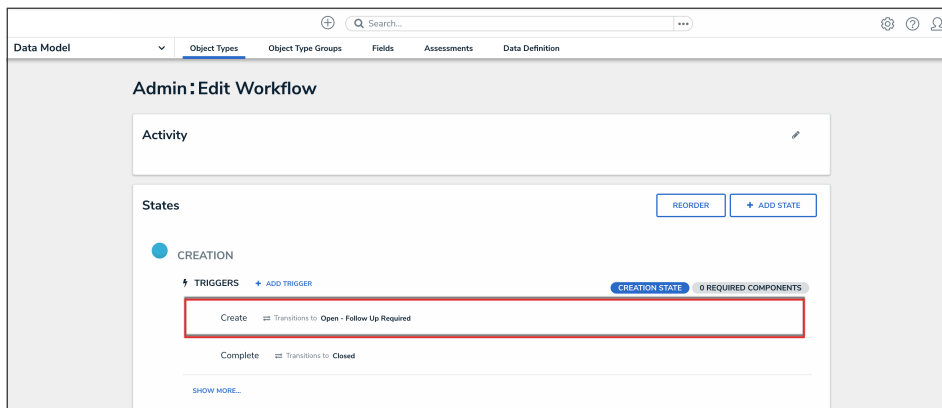 Search...
Data Model
Object Types
Object Type Groups
Fields
Assessments
Data Definition
Admin:Edit Workflow
Activity
States
REORDER
+ ADD STATE
CREATION
TRIGGERS + ADD TRIGGER
CREATION STATE
0 REQUIRED COMPONENTS
Create Transitions to Open - Follow Up Required
Complete Transitions to Closed
SHOW MORE...